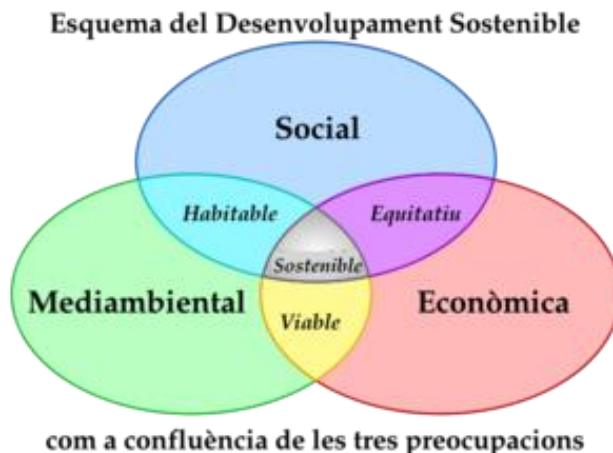 Esquema del Desenvolupament Sostenible
Social
Habitable
Equitatiu
Sostenible
Mediambiental
Econòmica
Viable
com a confluència de les tres preocupacions